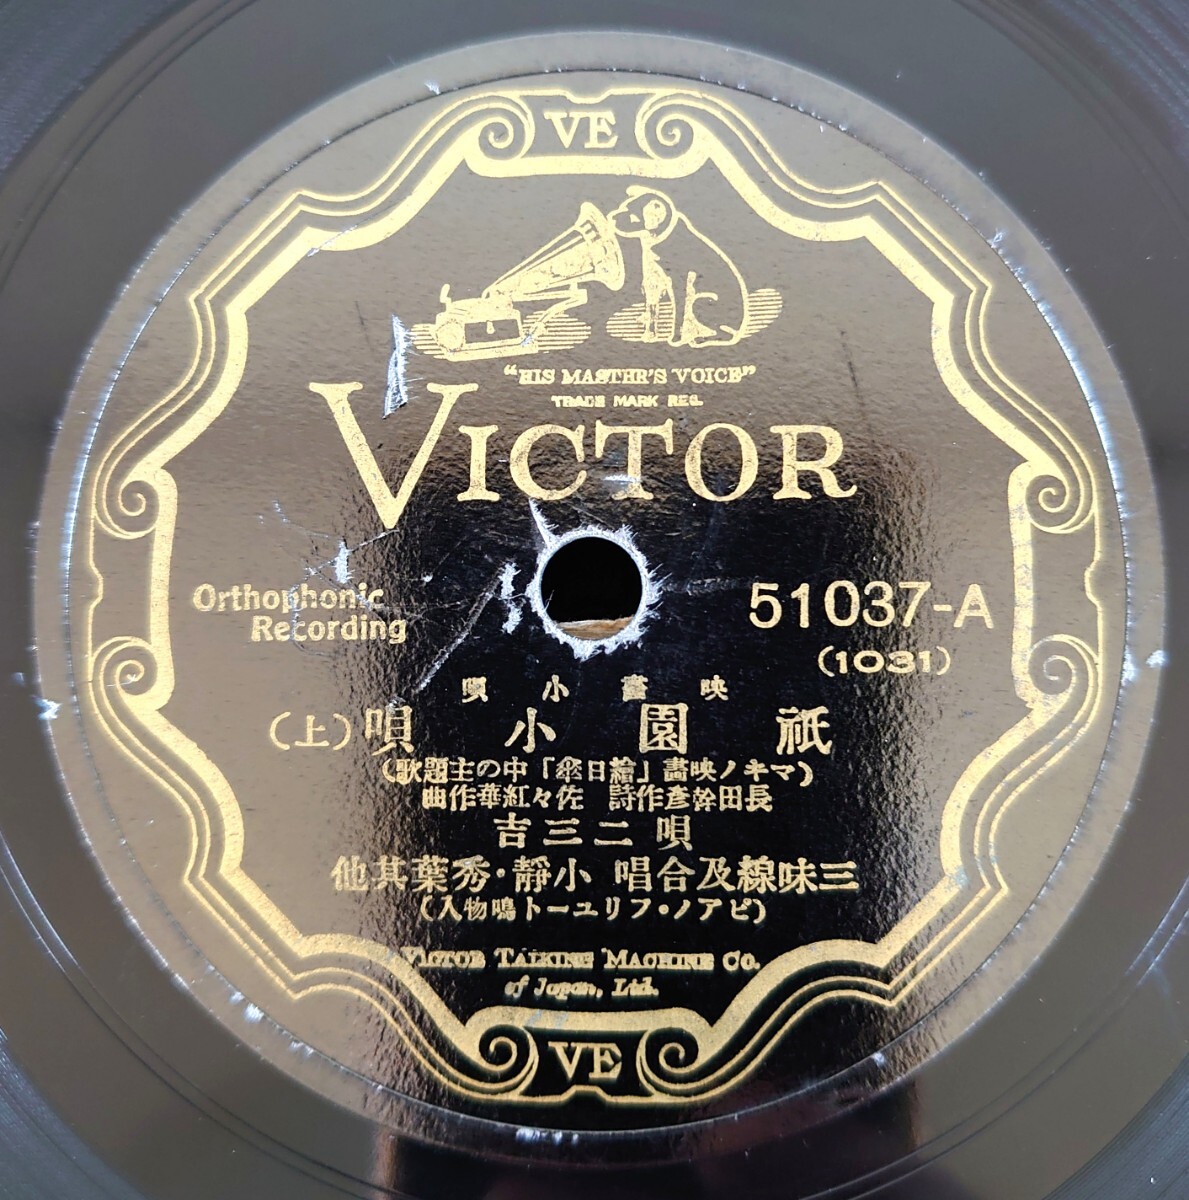 VE
"HIS MASTER'S VOICE"
TRADE MARK REG.
VICTOR
Orthophonic
Recording
51037-A
(1031)
映畫小唄
祇園小唄(上)
(マキノ映畫「繪日傘」中の主題歌)
長田幹彥作詩 佐々紅華作曲
唄 二三吉
三味線及合唱 小靜・秀葉其他
(ピアノ・フリユート鳴物入)
VICTOR TALKING MACHINE CO.
of Japan, Ltd.
VE